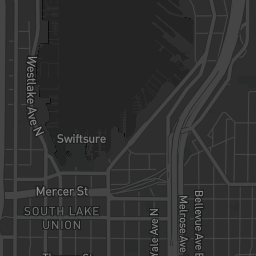 Westlake Ave N
Swiftsure
Mercer St
SOUTH LAKE
UNION
Yale Ave N
Melrose Ave
Bellevue Ave E